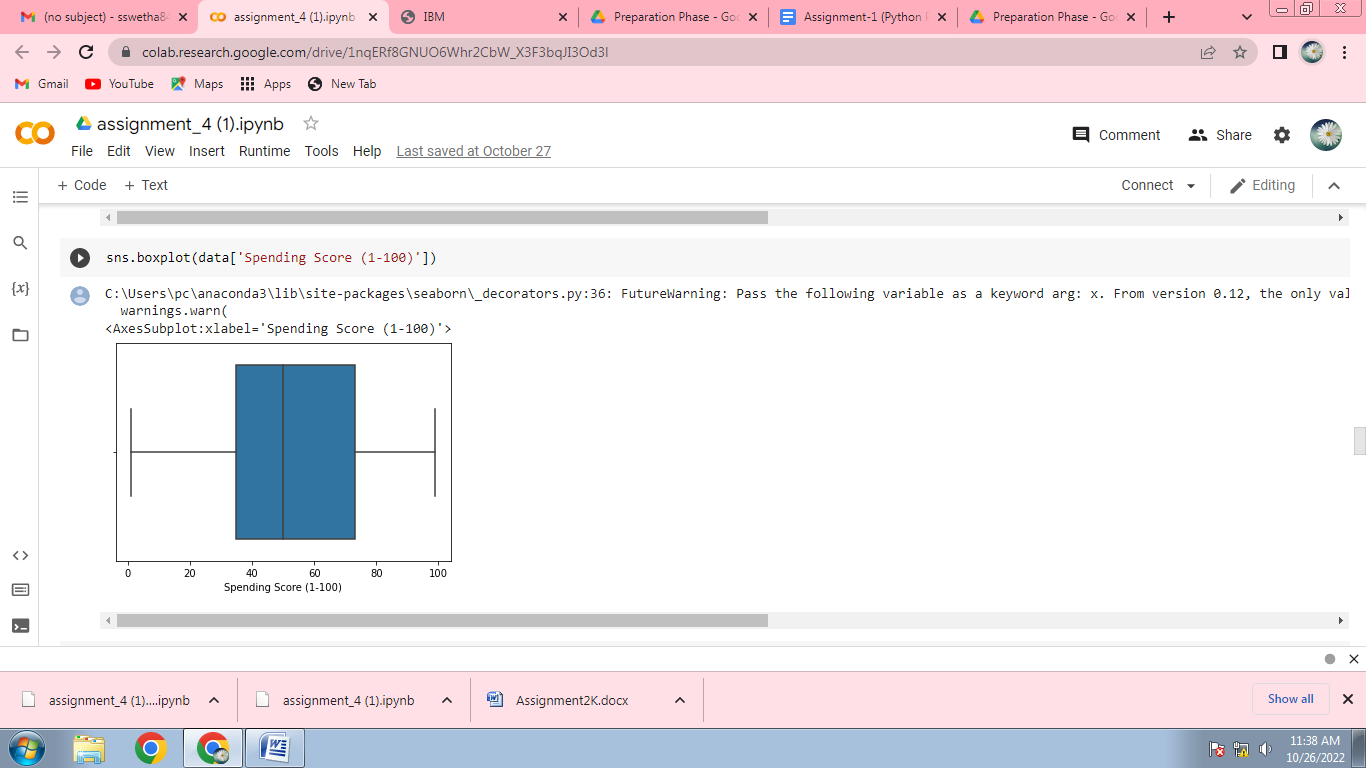 (no subject) - sswetha84
assignment_4 (1).ipynb
IBM
Preparation Phase - Goo
Assignment-1 (Python P
Preparation Phase - Goo
colab.research.google.com/drive/1nqERf8GNUO6Whr2CbW_X3F3bqJI3Od3I
Gmail YouTube Maps Apps New Tab
assignment_4 (1).ipynb
File Edit View Insert Runtime Tools Help Last saved at October 27
Comment Share
+ Code + Text Connect Editing
sns.boxplot(data['Spending Score (1-100)'])
C:\Users\pc\anaconda3\lib\site-packages\seaborn\_decorators.py:36: FutureWarning: Pass the following variable as a keyword arg: x. From version 0.12, the only val
warnings.warn(
<AxesSubplot:xlabel='Spending Score (1-100)'>
0 20 40 60 80 100
Spending Score (1-100)
{x}
assignment_4 (1)....ipynb
assignment_4 (1).ipynb
Assignment2K.docx
Show all
11:38 AM
10/26/2022